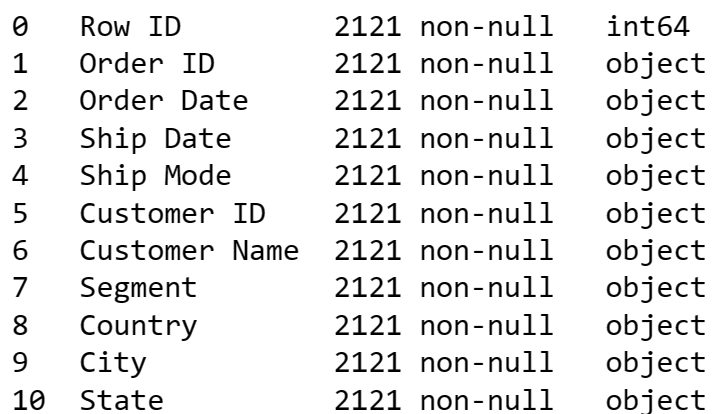 0 Row ID 2121 non-null int64
1 Order ID 2121 non-null object
2 Order Date 2121 non-null object
3 Ship Date 2121 non-null object
4 Ship Mode 2121 non-null object
5 Customer ID 2121 non-null object
6 Customer Name 2121 non-null object
7 Segment 2121 non-null object
8 Country 2121 non-null object
9 City 2121 non-null object
10 State 2121 non-null object